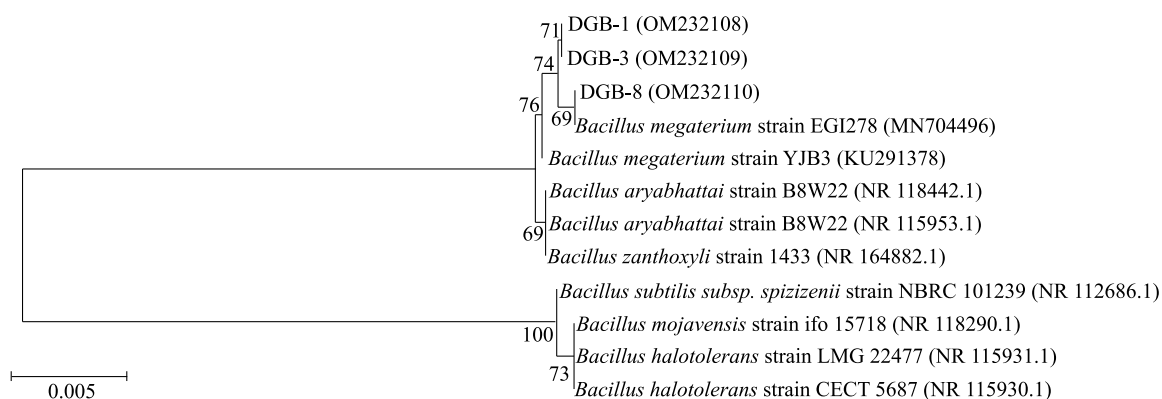 71
DGB-1 (OM232108)
DGB-3 (OM232109)
74
DGB-8 (OM232110)
76
69
Bacillus megaterium strain EGI278 (MN704496)
Bacillus megaterium strain YJB3 (KU291378)
Bacillus aryabhattai strain B8W22 (NR 118442.1)
Bacillus aryabhattai strain B8W22 (NR 115953.1)
69
Bacillus zanthoxyli strain 1433 (NR 164882.1)
Bacillus subtilis subsp. spizizenii strain NBRC 101239 (NR 112686.1)
Bacillus mojavensis strain ifo 15718 (NR 118290.1)
100
Bacillus halotolerans strain LMG 22477 (NR 115931.1)
73
Bacillus halotolerans strain CECT 5687 (NR 115930.1)
0.005